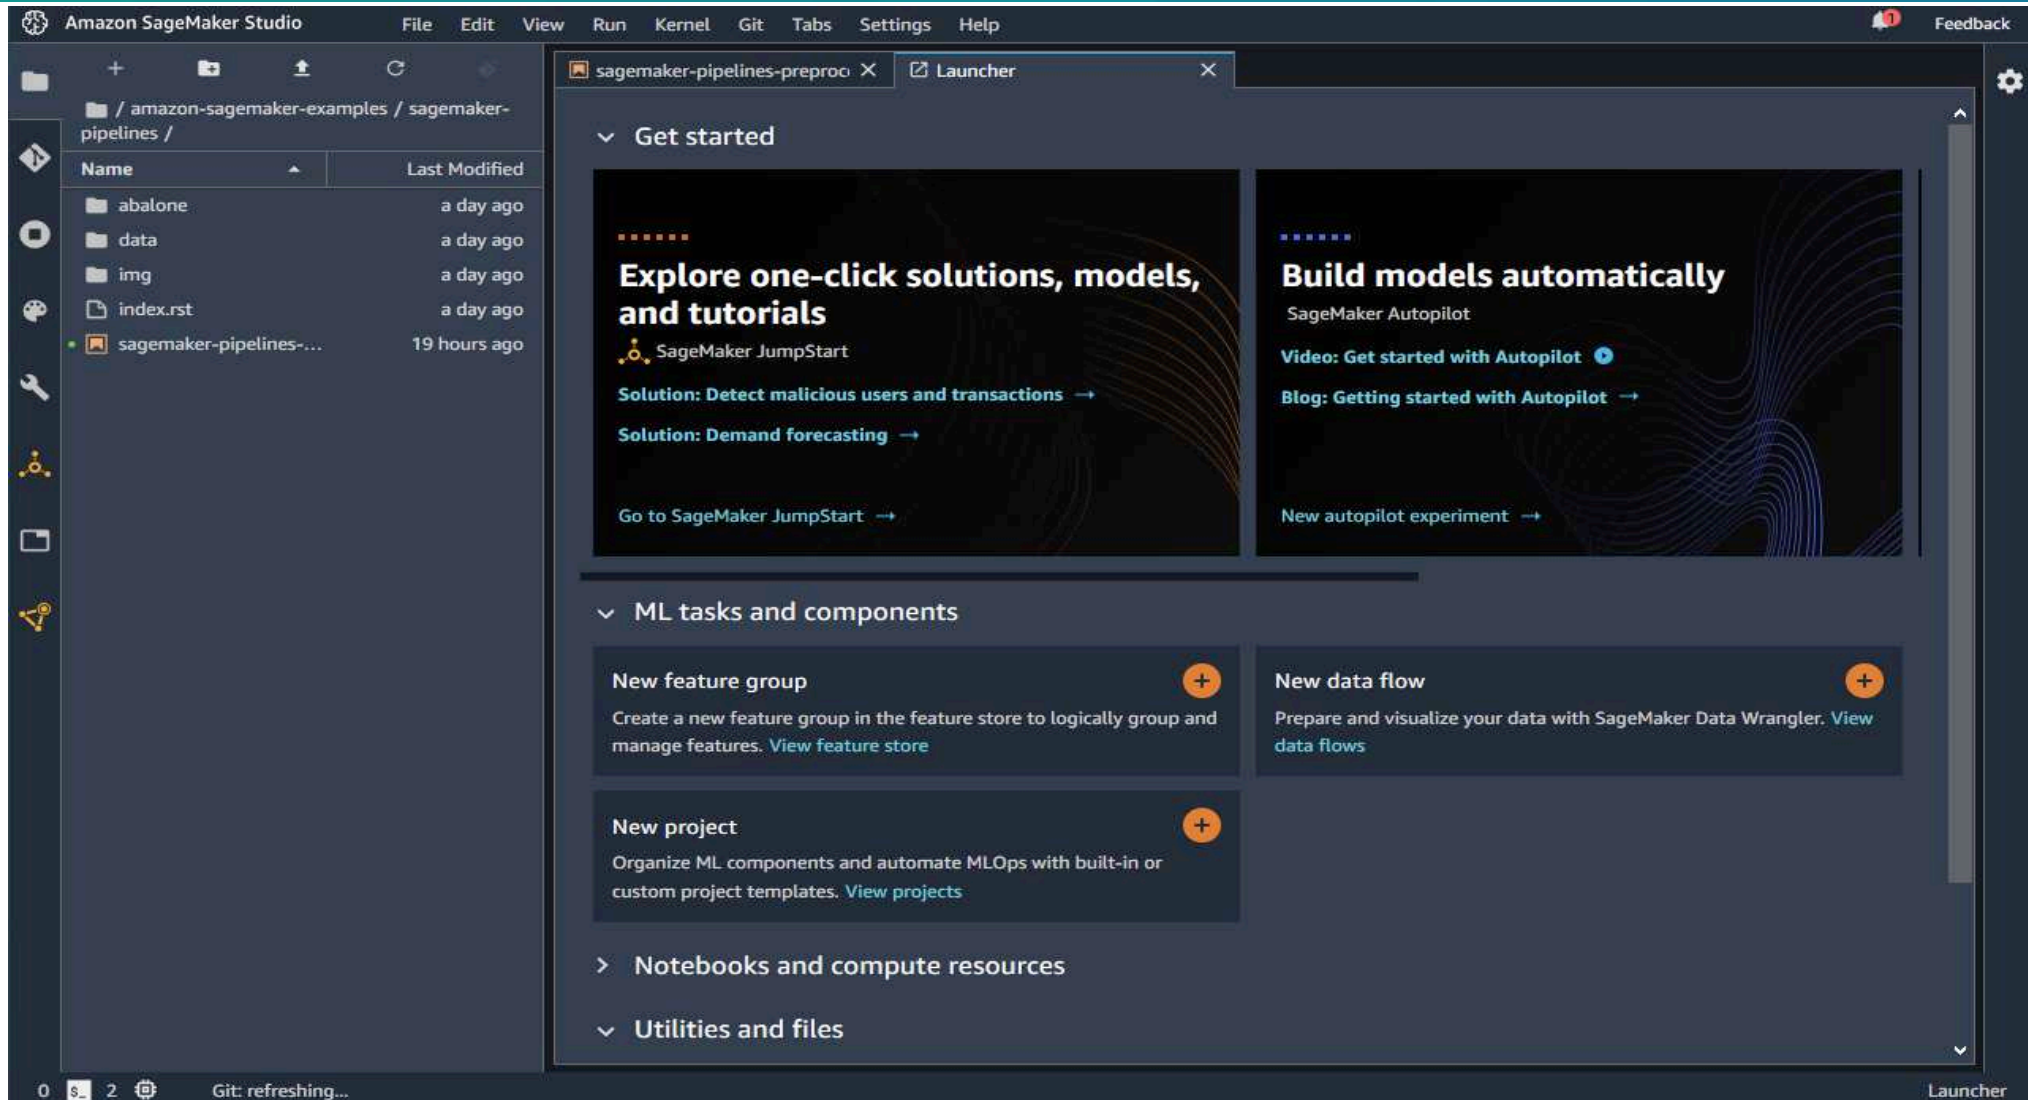 Amazon SageMaker Studio File Edit View Run Kernel Git Tabs Settings Help 1 Feedback
/ amazon-sagemaker-examples / sagemaker-
pipelines /
Name Last Modified
abalone a day ago
data a day ago
img a day ago
index.rst a day ago
sagemaker-pipelines-... 19 hours ago
sagemaker-pipelines-preproc Launcher
Get started
Explore one-click solutions, models,
and tutorials
SageMaker JumpStart
Solution: Detect malicious users and transactions →
Solution: Demand forecasting →
Go to SageMaker JumpStart →
Build models automatically
SageMaker Autopilot
Video: Get started with Autopilot
Blog: Getting started with Autopilot →
New autopilot experiment →
ML tasks and components
New feature group
Create a new feature group in the feature store to logically group and
manage features. View feature store
New data flow
Prepare and visualize your data with SageMaker Data Wrangler. View
data flows
New project
Organize ML components and automate MLOps with built-in or
custom project templates. View projects
Notebooks and compute resources
Utilities and files
0 $_ 2 Git: refreshing... Launcher